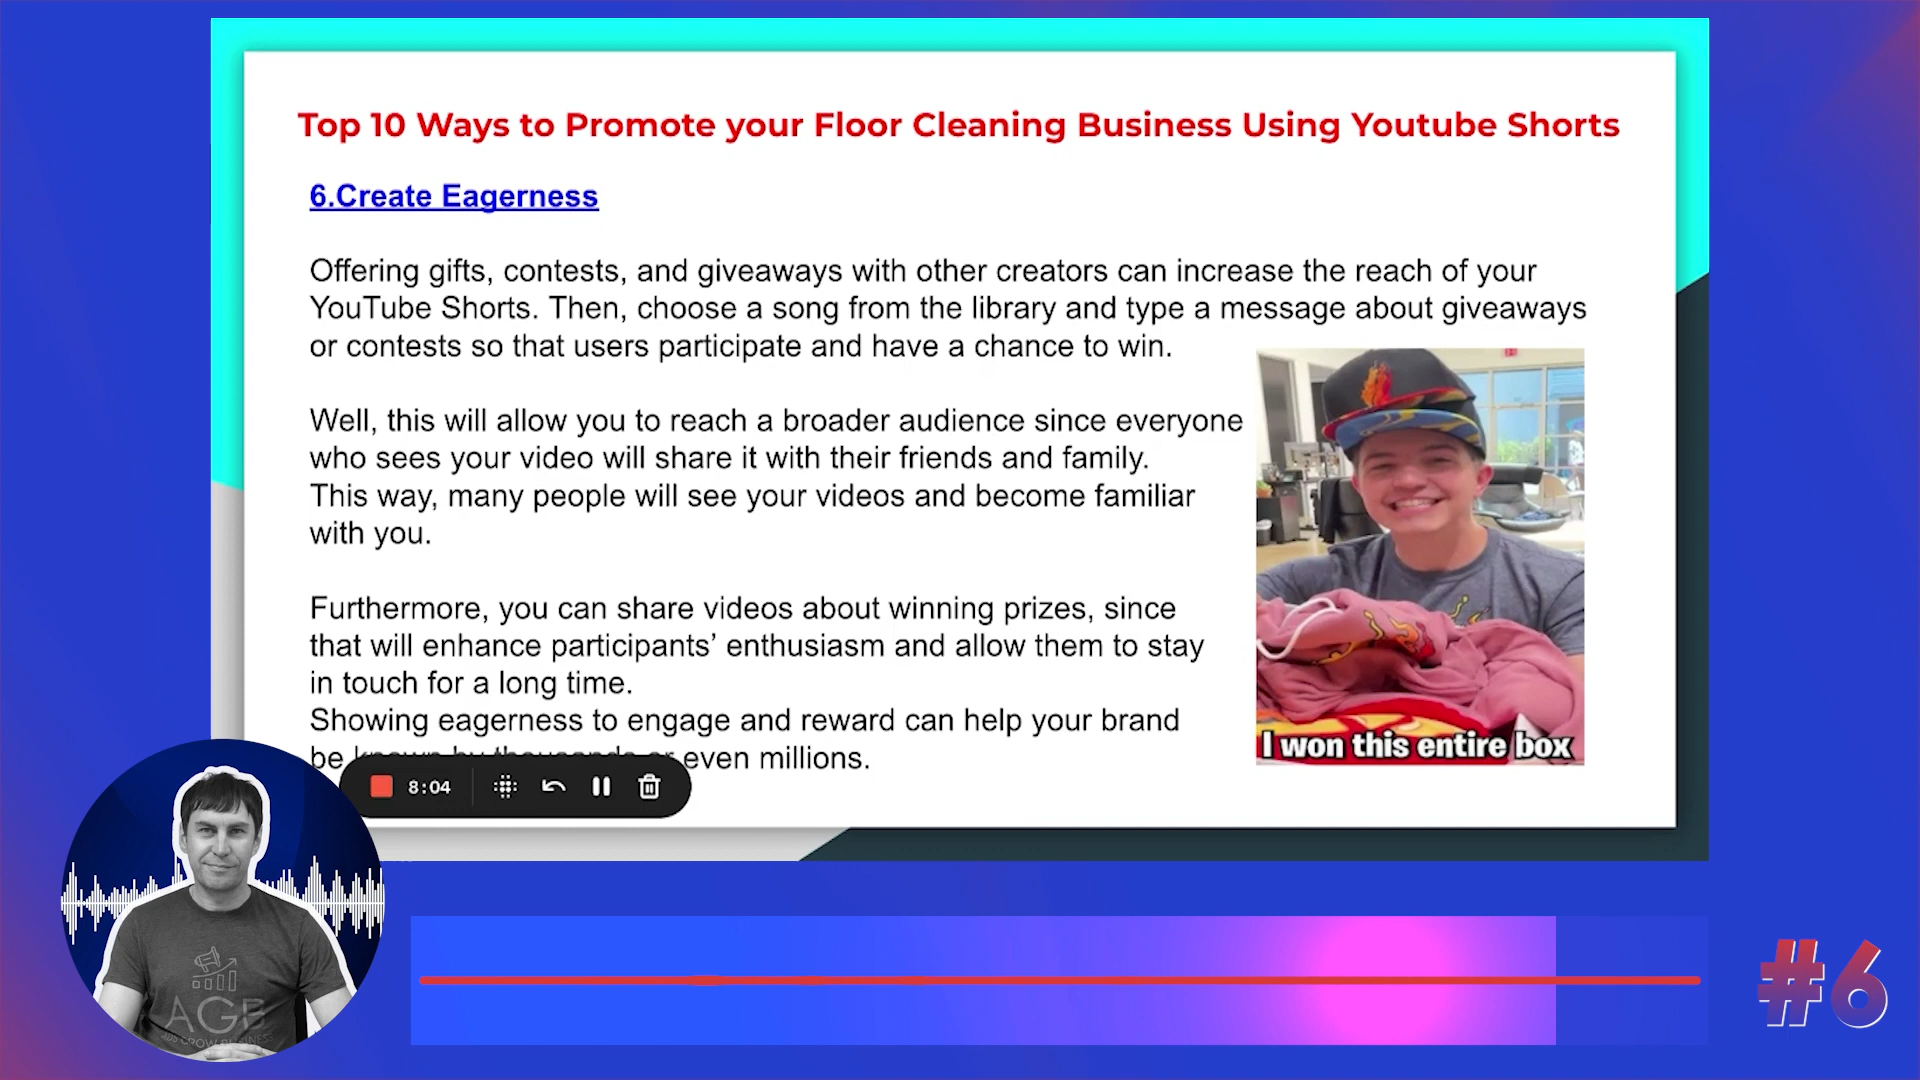 Top 10 Ways to Promote your Floor Cleaning Business Using Youtube Shorts
6.Create Eagerness
Offering gifts, contests, and giveaways with other creators can increase the reach of your
YouTube Shorts. Then, choose a song from the library and type a message about giveaways
or contests so that users participate and have a chance to win.
Well, this will allow you to reach a broader audience since everyone
who sees your video will share it with their friends and family.
This way, many people will see your videos and become familiar
with you.
Furthermore, you can share videos about winning prizes, since
that will enhance participants’ enthusiasm and allow them to stay
in touch for a long time.
Showing eagerness to engage and reward can help your brand
be known by thousands or even millions.
I won this entire box
8:04
AGB
#6